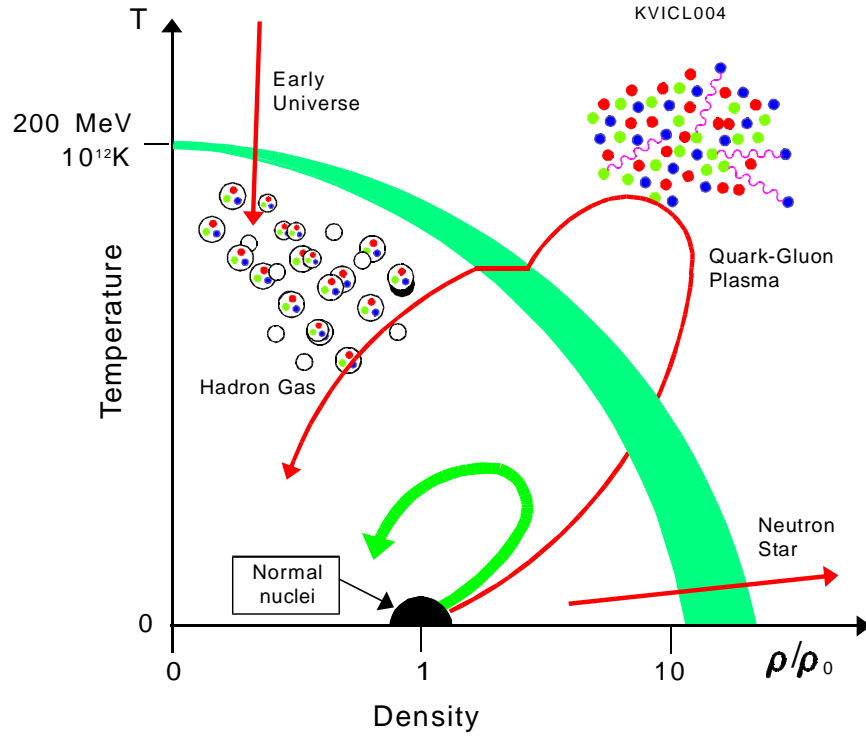 KVICL004
T
Early
Universe
200 MeV
10¹²K
Temperature
Quark-Gluon
Plasma
Hadron Gas
Neutron
Star
Normal
nuclei
0
0
1
10
ρ/ρ₀
Density